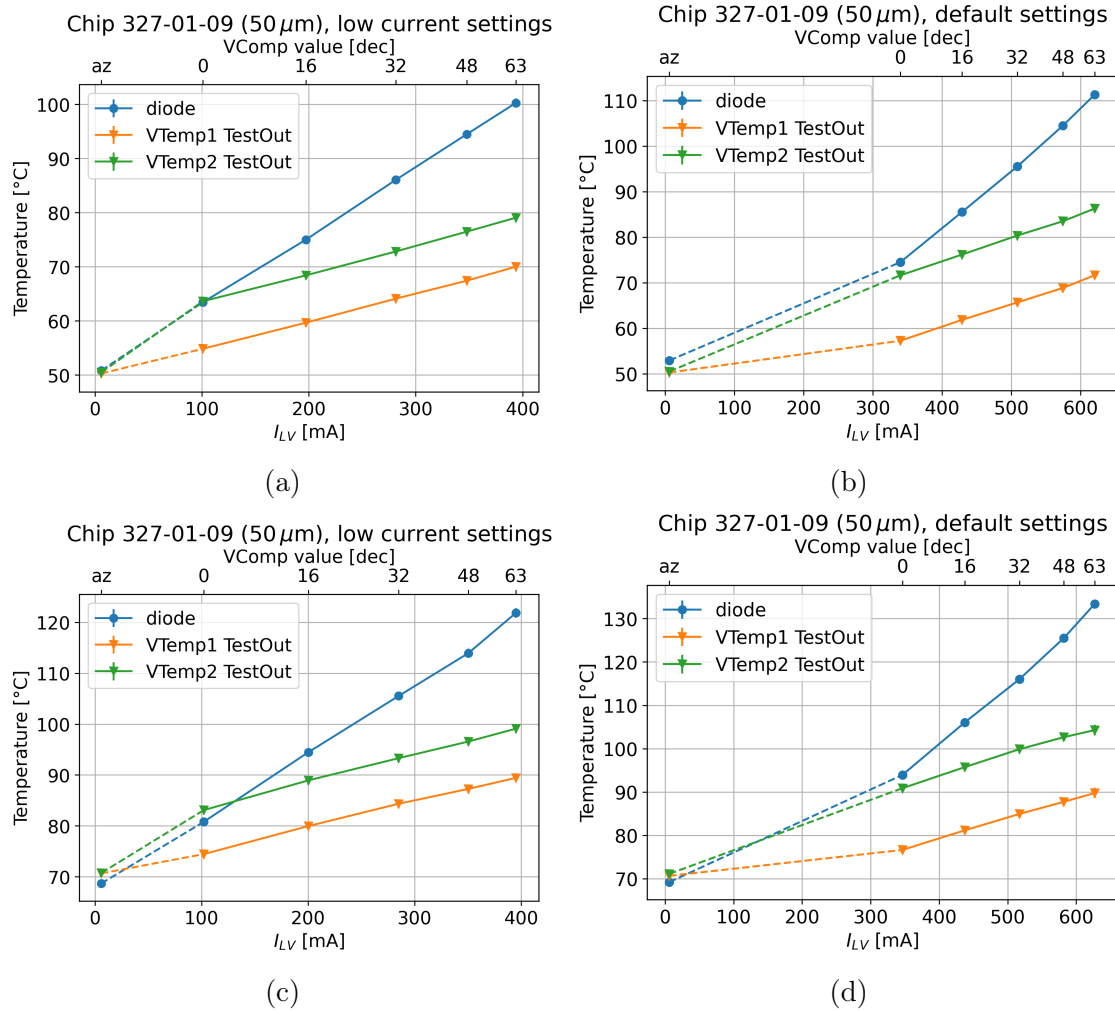 Chip 327-01-09 (50 μm), low current settings
VComp value [dec]
az 0 16 32 48 63
100
90
80
70
60
50
Temperature [°C]
diode
VTemp1 TestOut
VTemp2 TestOut
0 100 200 300 400
I_LV [mA]
(a)
Chip 327-01-09 (50 μm), default settings
VComp value [dec]
az 0 16 32 48 63
110
100
90
80
70
60
50
Temperature [°C]
diode
VTemp1 TestOut
VTemp2 TestOut
0 100 200 300 400 500 600
I_LV [mA]
(b)
Chip 327-01-09 (50 μm), low current settings
VComp value [dec]
az 0 16 32 48 63
120
110
100
90
80
70
Temperature [°C]
diode
VTemp1 TestOut
VTemp2 TestOut
0 100 200 300 400
I_LV [mA]
(c)
Chip 327-01-09 (50 μm), default settings
VComp value [dec]
az 0 16 32 48 63
130
120
110
100
90
80
70
Temperature [°C]
diode
VTemp1 TestOut
VTemp2 TestOut
0 100 200 300 400 500 600
I_LV [mA]
(d)